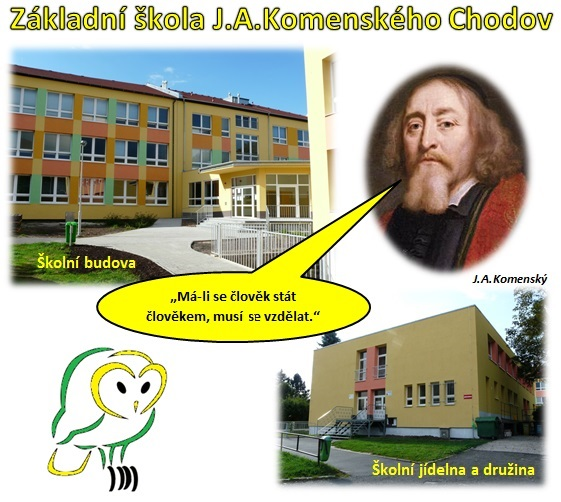 Základní škola J.A.Komenského Chodov
Školní budova
J.A.Komenský
„Má-li se člověk stát
člověkem, musí se vzdělat.“
Školní jídelna a družina